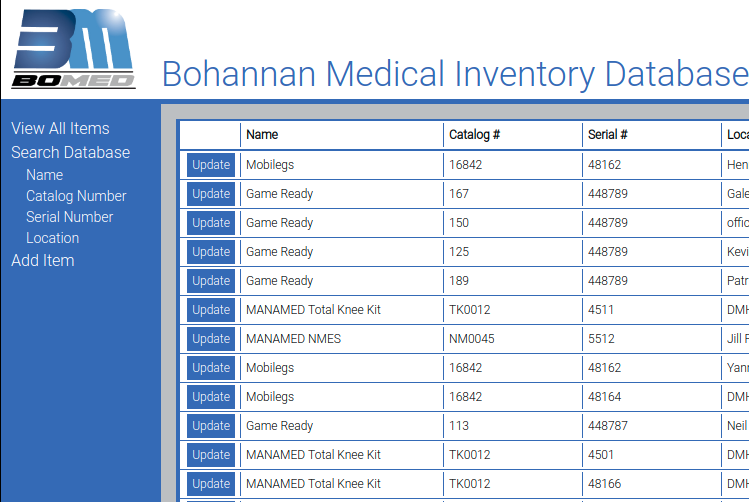 BM
BOMED
Bohannan Medical Inventory Database
View All Items
Search Database
Name
Catalog Number
Serial Number
Location
Add Item
Name Catalog # Serial # Loca
Update Mobilegs 16842 48162 Hen
Update Game Ready 167 448789 Gale
Update Game Ready 150 448789 offic
Update Game Ready 125 448789 Kevi
Update Game Ready 189 448789 Patr
Update MANAMED Total Knee Kit TK0012 4511 DMH
Update MANAMED NMES NM0045 5512 Jill F
Update Mobilegs 16842 48162 Yann
Update Mobilegs 16842 48164 DMH
Update Game Ready 113 448787 Neil
Update MANAMED Total Knee Kit TK0012 4501 DMH
Update MANAMED Total Knee Kit TK0012 48166 DMH